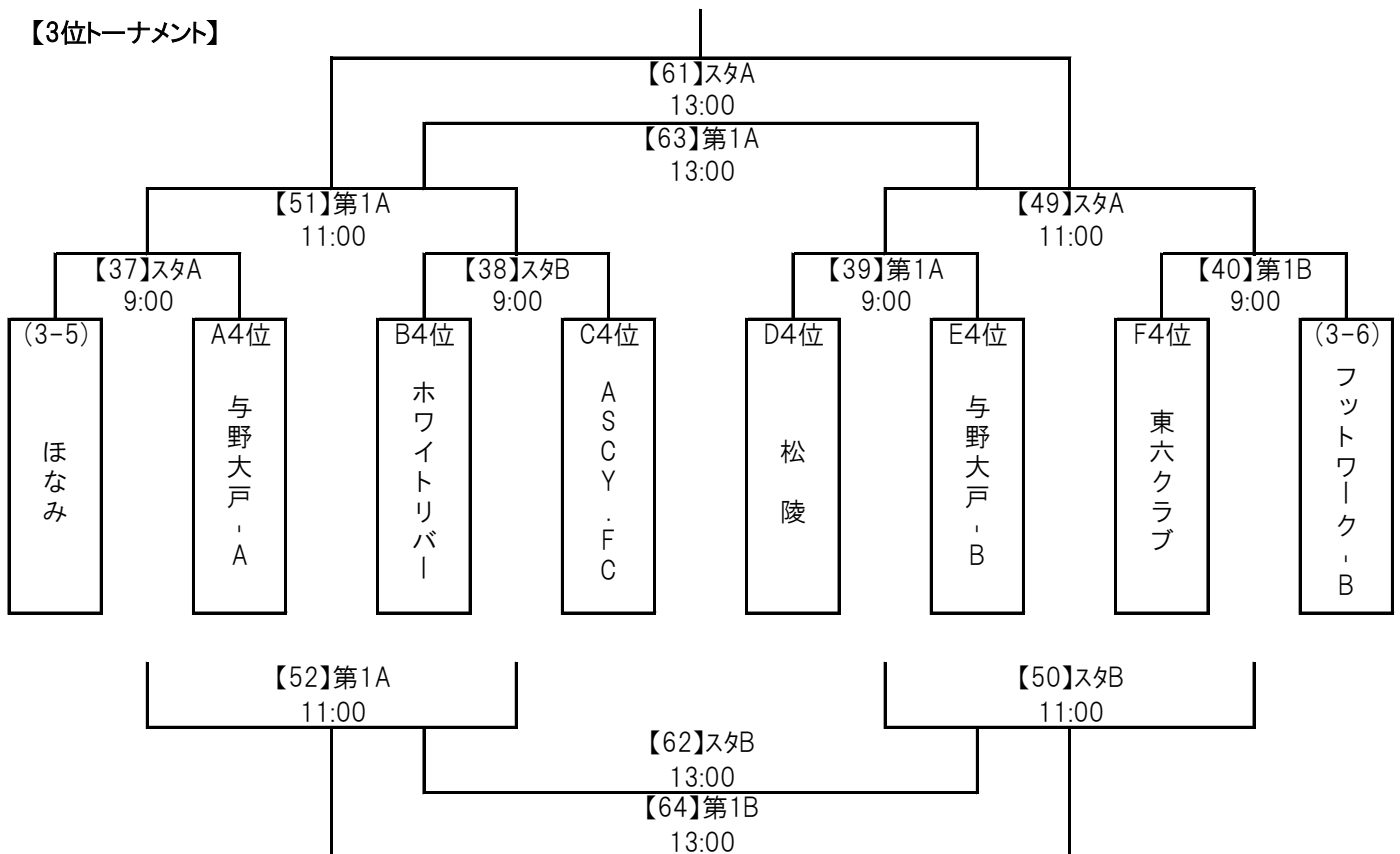 【3位トーナメント】
【61】スタA
13:00
【63】第1A
13:00
【51】第1A
11:00
【49】スタA
11:00
【37】スタA
9:00
【38】スタB
9:00
【39】第1A
9:00
【40】第1B
9:00
(3-5)
ほなみ
A4位
与野大戸-A
B4位
ホワイトリバー
C4位
ASCY.FC
D4位
松 陵
E4位
与野大戸-B
F4位
東六クラブ
(3-6)
フットワーク-B
【52】第1A
11:00
【50】スタB
11:00
【62】スタB
13:00
【64】第1B
13:00